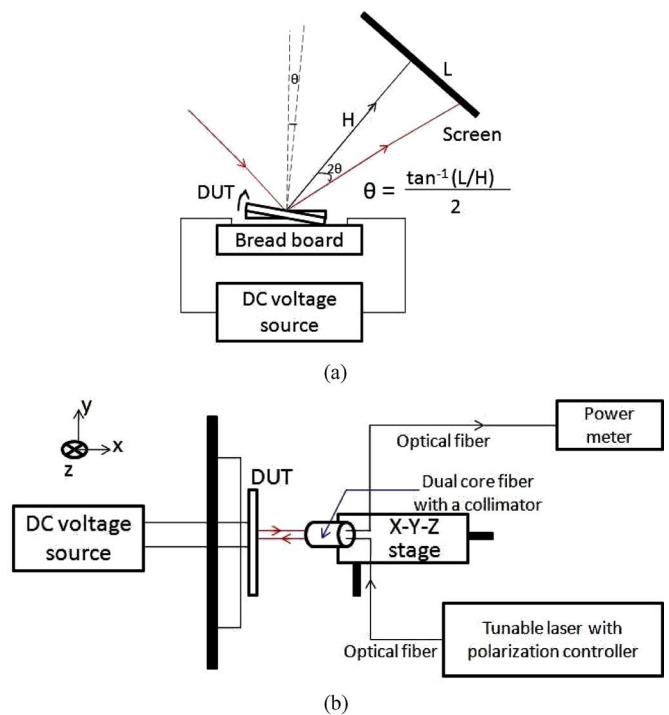 θ
L
H
Screen
2θ
DUT
θ = tan⁻¹(L/H)
2
Bread board
DC voltage
source
(a)
y
x
z
DUT
Optical fiber
Power
meter
Dual core fiber
with a collimator
DC voltage
source
X-Y-Z
stage
Optical fiber
Tunable laser with
polarization controller
(b)